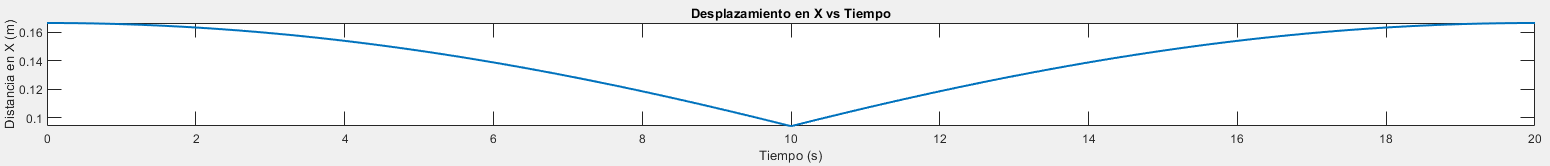 Desplazamiento en X vs Tiempo
Distancia en X (m)
0.16
0.14
0.12
0.1
0 2 4 6 8 10 12 14 16 18 20
Tiempo (s)